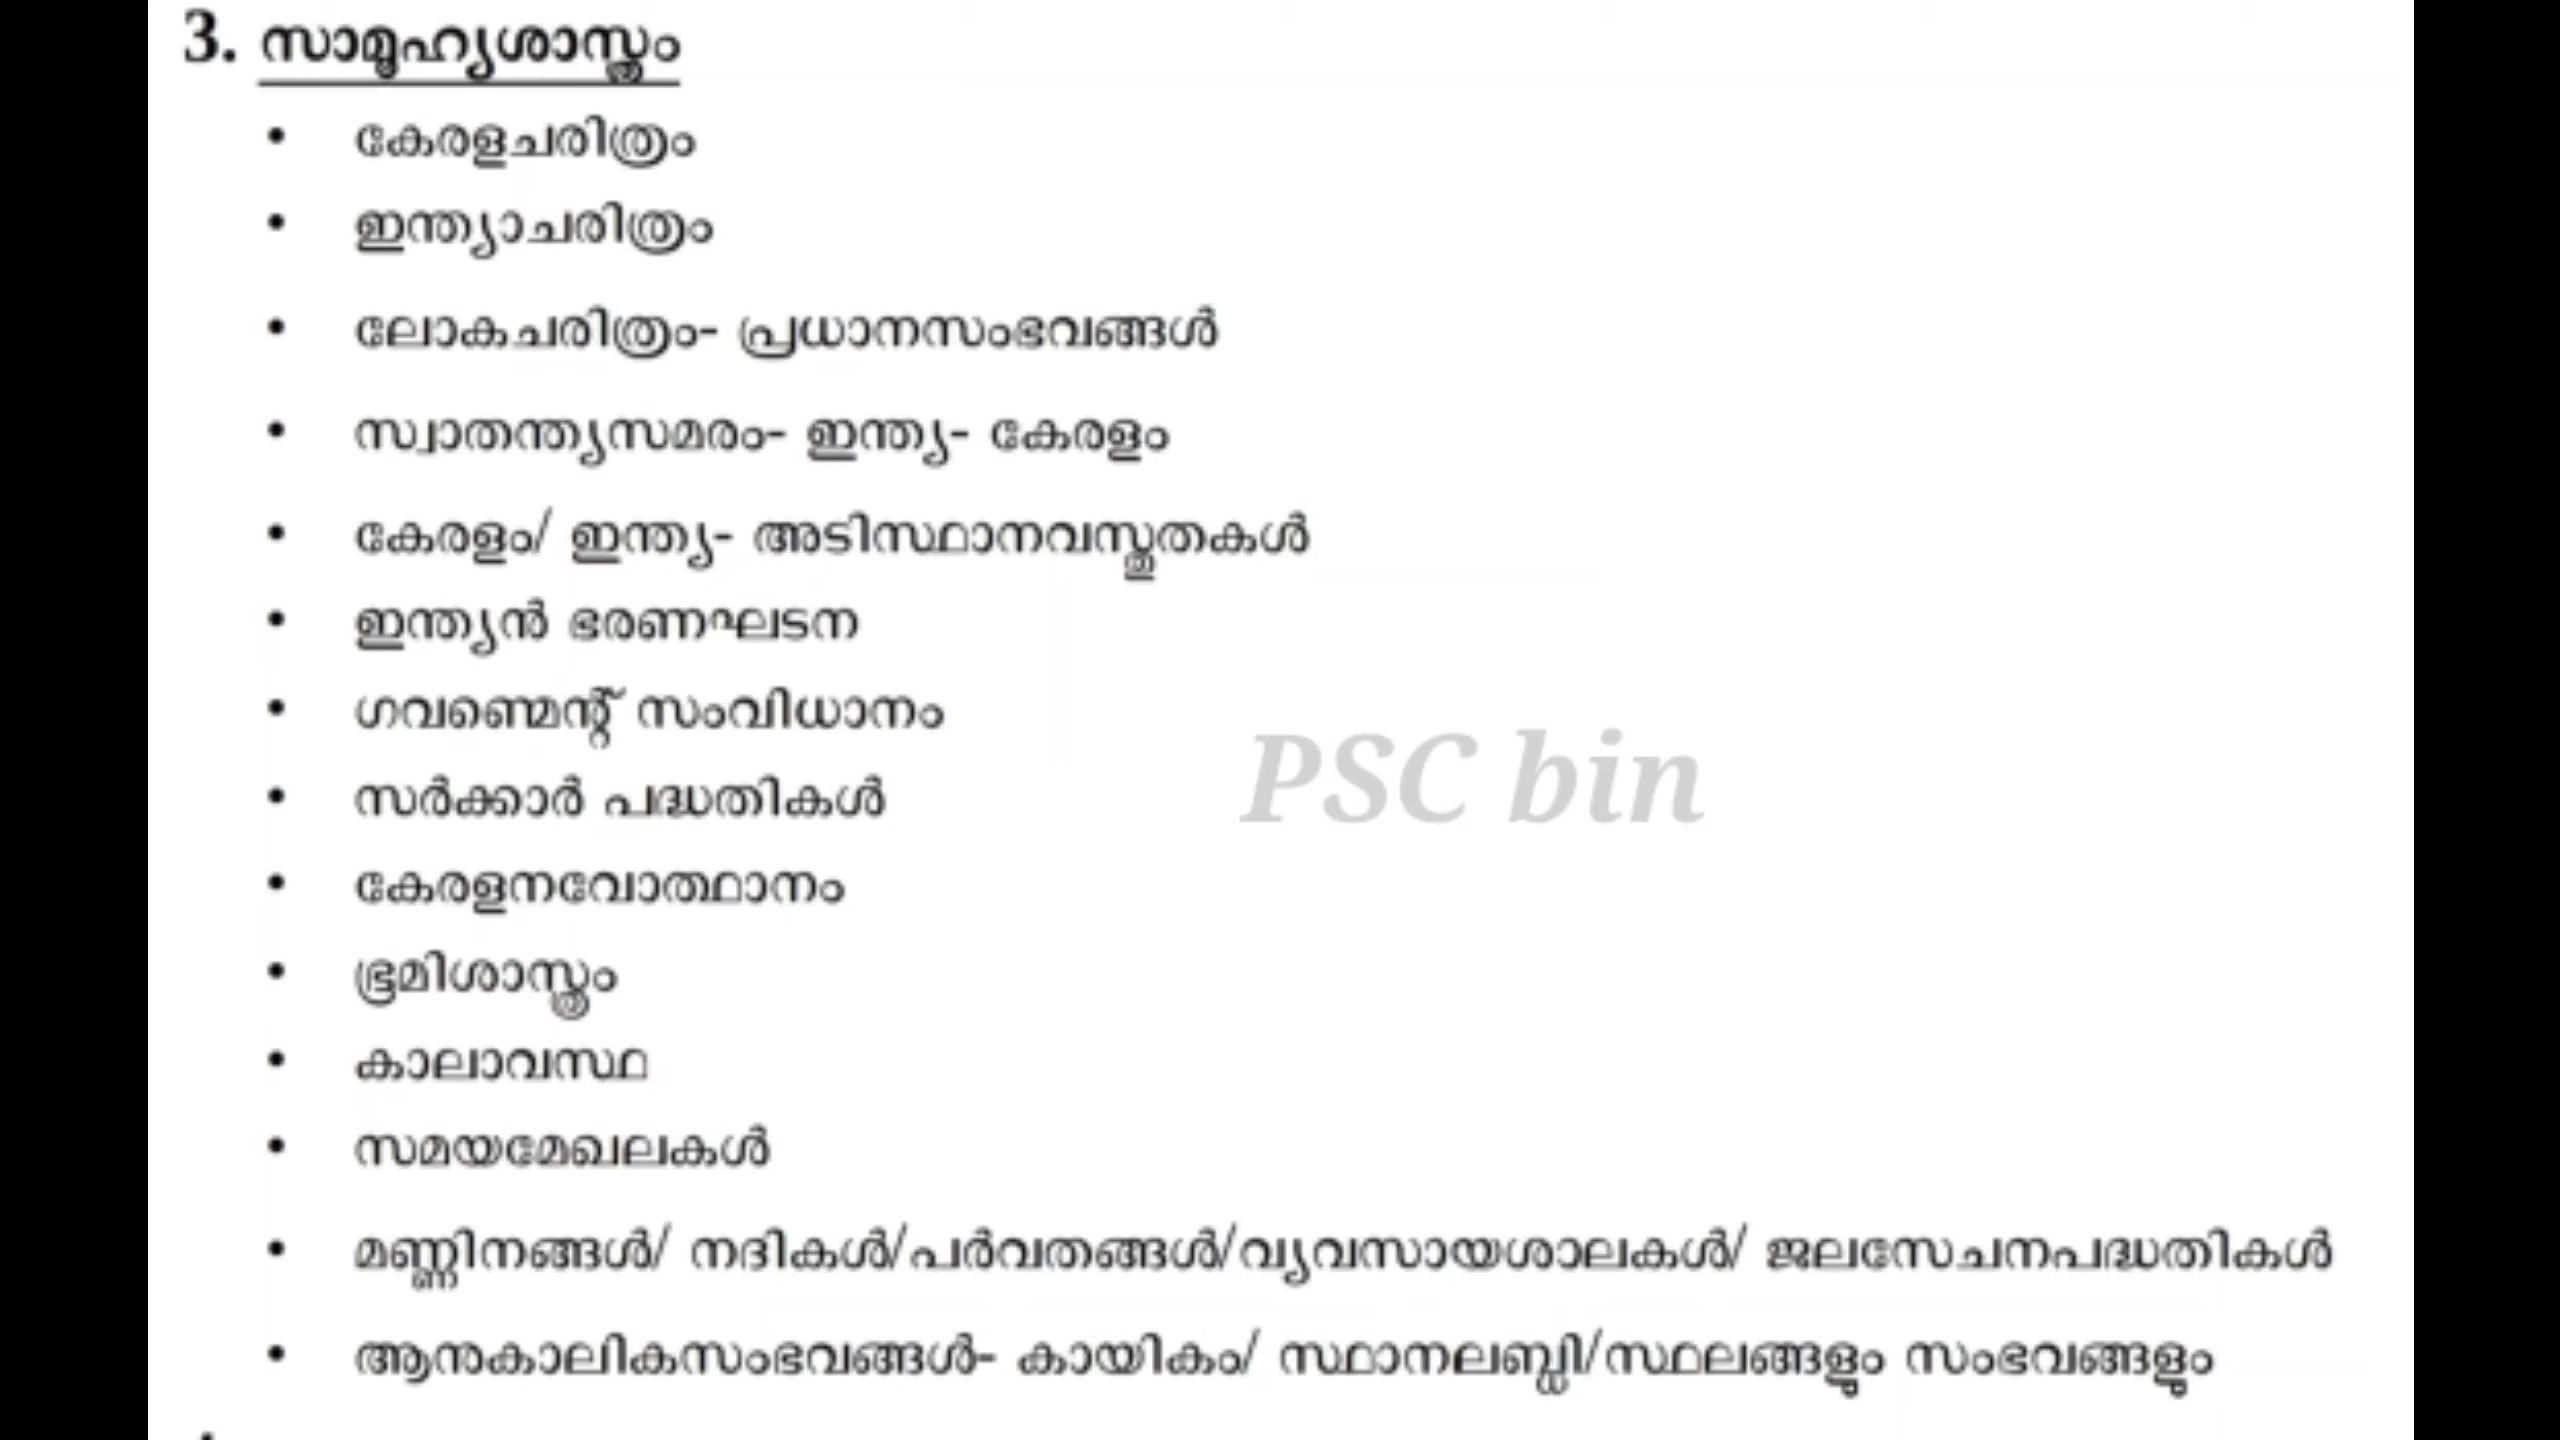 3. സാമൂഹ്യശാസ്ത്രം
• കേരളചരിത്രം
• ഇന്ത്യാചരിത്രം
• ലോകചരിത്രം- പ്രധാനസംഭവങ്ങൾ
• സ്വാതന്ത്യസമരം- ഇന്ത്യ- കേരളം
• കേരളം/ ഇന്ത്യ- അടിസ്ഥാനവസ്തുതകൾ
• ഇന്ത്യൻ ഭരണഘടന
• ഗവണ്മെന്റ് സംവിധാനം
• സർക്കാർ പദ്ധതികൾ
PSC bin
• കേരളനവോത്ഥാനം
• ഭൂമിശാസ്ത്രം
• കാലാവസ്ഥ
• സമയമേഖലകൾ
• മണ്ണിനങ്ങൾ/ നദികൾ/പർവതങ്ങൾ/വ്യവസായശാലകൾ/ ജലസേചനപദ്ധതികൾ
• ആനുകാലികസംഭവങ്ങൾ- കായികം/ സ്ഥാനലബ്ധി/സ്ഥലങ്ങളും സംഭവങ്ങളും